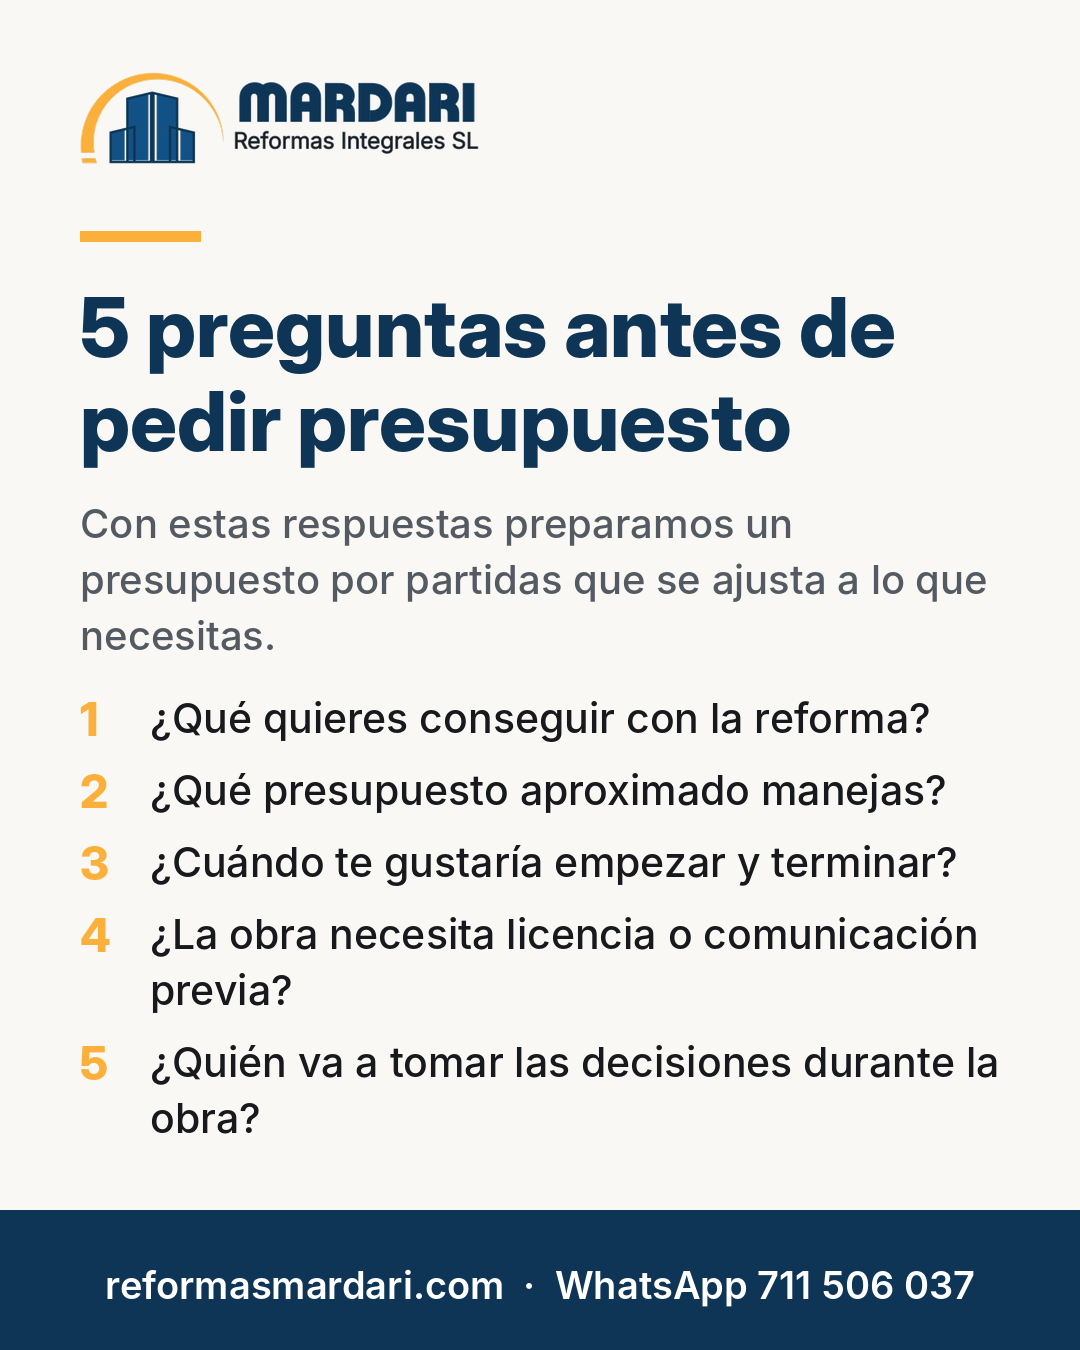 MARDARI
Reformas Integrales SL
5 preguntas antes de
pedir presupuesto
Con estas respuestas preparamos un
presupuesto por partidas que se ajusta a lo que
necesitas.
1 ¿Qué quieres conseguir con la reforma?
2 ¿Qué presupuesto aproximado manejas?
3 ¿Cuándo te gustaría empezar y terminar?
4 ¿La obra necesita licencia o comunicación
previa?
5 ¿Quién va a tomar las decisiones durante la
obra?
reformasmardari.com · WhatsApp 711 506 037